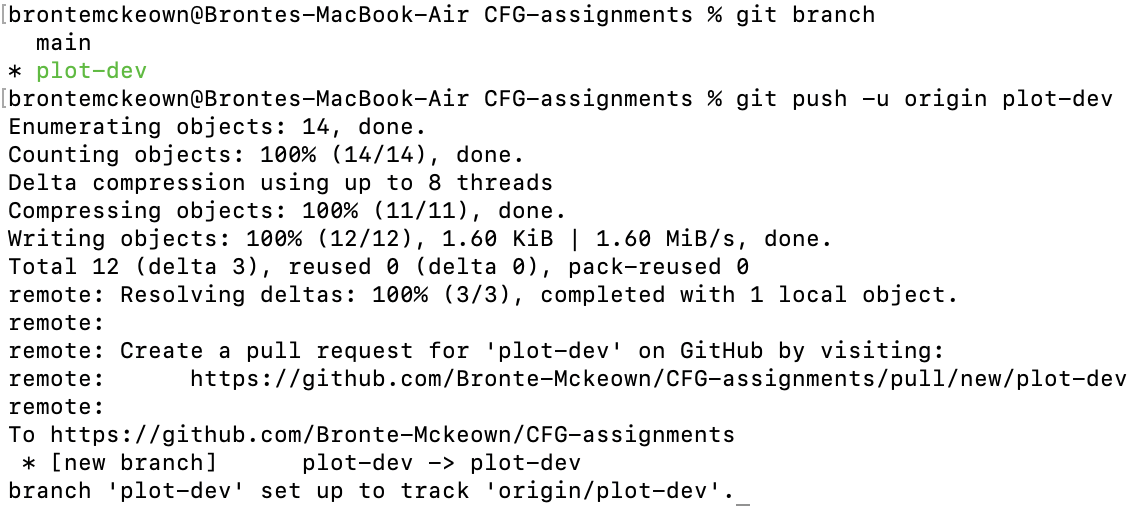 [brontemckeown@Brontes-MacBook-Air CFG-assignments % git branch
  main
* plot-dev
[brontemckeown@Brontes-MacBook-Air CFG-assignments % git push -u origin plot-dev
Enumerating objects: 14, done.
Counting objects: 100% (14/14), done.
Delta compression using up to 8 threads
Compressing objects: 100% (11/11), done.
Writing objects: 100% (12/12), 1.60 KiB | 1.60 MiB/s, done.
Total 12 (delta 3), reused 0 (delta 0), pack-reused 0
remote: Resolving deltas: 100% (3/3), completed with 1 local object.
remote:
remote: Create a pull request for 'plot-dev' on GitHub by visiting:
remote:      https://github.com/Bronte-Mckeown/CFG-assignments/pull/new/plot-dev
remote:
To https://github.com/Bronte-Mckeown/CFG-assignments
 * [new branch]      plot-dev -> plot-dev
branch 'plot-dev' set up to track 'origin/plot-dev'.